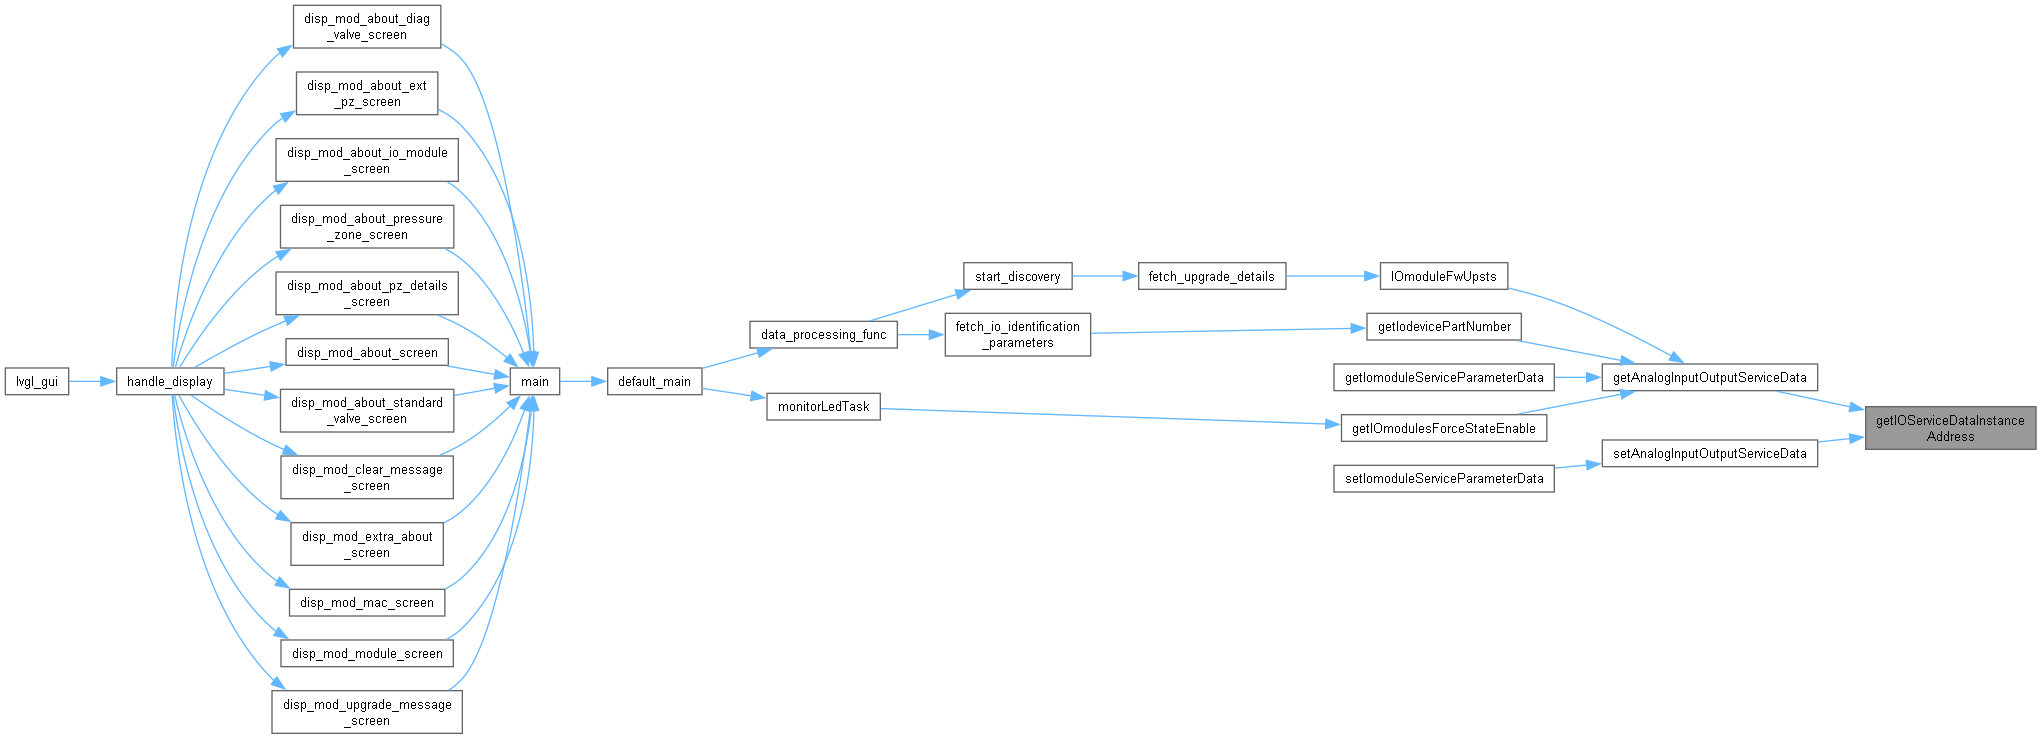 lvgl_gui
handle_display
disp_mod_about_diag
_valve_screen
disp_mod_about_ext
_pz_screen
disp_mod_about_io_module
_screen
disp_mod_about_pressure
_zone_screen
disp_mod_about_pz_details
_screen
disp_mod_about_screen
disp_mod_about_standard
_valve_screen
disp_mod_clear_message
_screen
disp_mod_extra_about
_screen
disp_mod_mac_screen
disp_mod_module_screen
disp_mod_upgrade_message
_screen
main
default_main
data_processing_func
monitorLedTask
start_discovery
fetch_io_identification
_parameters
fetch_upgrade_details
IOmoduleFwUpsts
getIodevicePartNumber
getIomoduleServiceParameterData
getIOmodulesForceStateEnable
setIomoduleServiceParameterData
getAnalogInputOutputServiceData
setAnalogInputOutputServiceData
getIOServiceDataInstance
Address